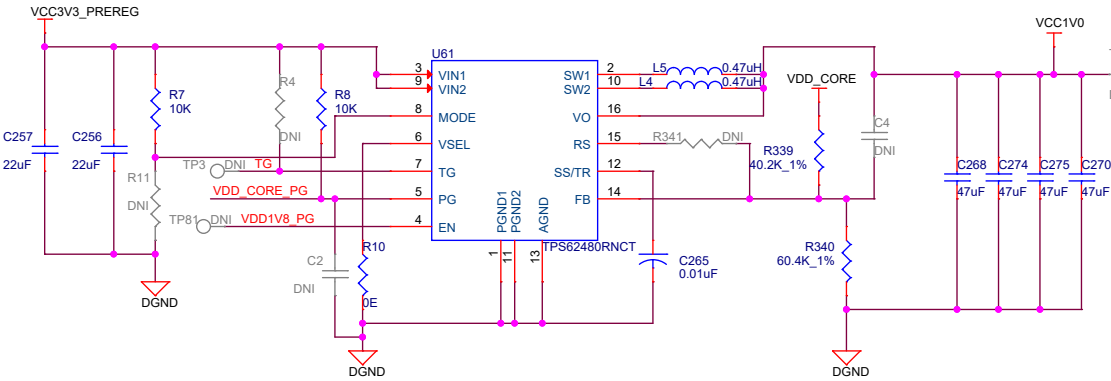 VCC3V3_PREREG
VCC1V0
U61
3 VIN1
9 VIN2
8 MODE
6 VSEL
7 TG
5 PG
4 EN
SW1 2
SW2 10
VO 16
RS 15
SS/TR 12
FB 14
PGND1 1
PGND2 11
AGND 13
TPS62480RNCT
L5 0.47uH
L4 0.47uH
VDD_CORE
R7
10K
R4
DNI
R8
10K
C257
22uF
C256
22uF
R11
DNI
TP3 DNI TG
VDD_CORE_PG
TP81 DNI VDD1V8_PG
R341 DNI
R339
40.2K_1%
C4
DNI
C268
47uF
C274
47uF
C275
47uF
C270
47uF
R10
0E
C2
DNI
C265
0.01uF
R340
60.4K_1%
DGND
DGND
DGND